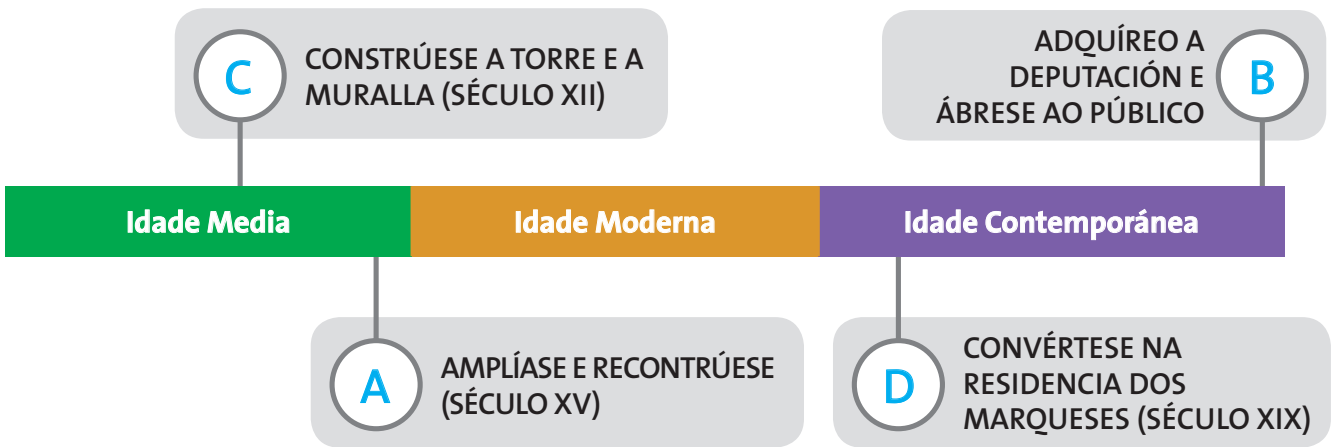 C
CONSTRÚESE A TORRE E A
MURALLA (SÉCULO XII)
ADQUÍREO A
DEPUTACIÓN E
ÁBRESE AO PÚBLICO
B
Idade Media
Idade Moderna
Idade Contemporánea
A
AMPLÍASE E RECONTRÚESE
(SÉCULO XV)
D
CONVÉRTESE NA
RESIDENCIA DOS
MARQUESES (SÉCULO XIX)